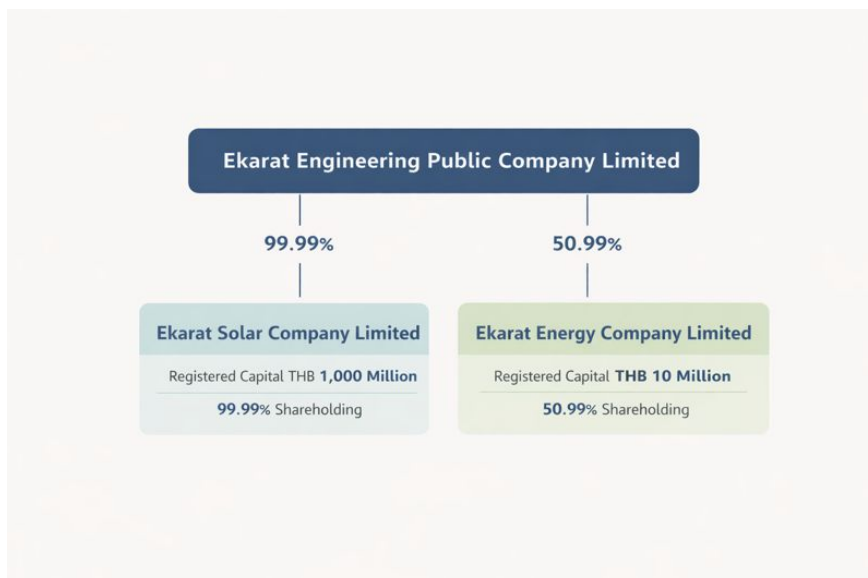 Ekarat Engineering Public Company Limited
99.99%
50.99%
Ekarat Solar Company Limited
Registered Capital THB 1,000 Million
99.99% Shareholding
Ekarat Energy Company Limited
Registered Capital THB 10 Million
50.99% Shareholding